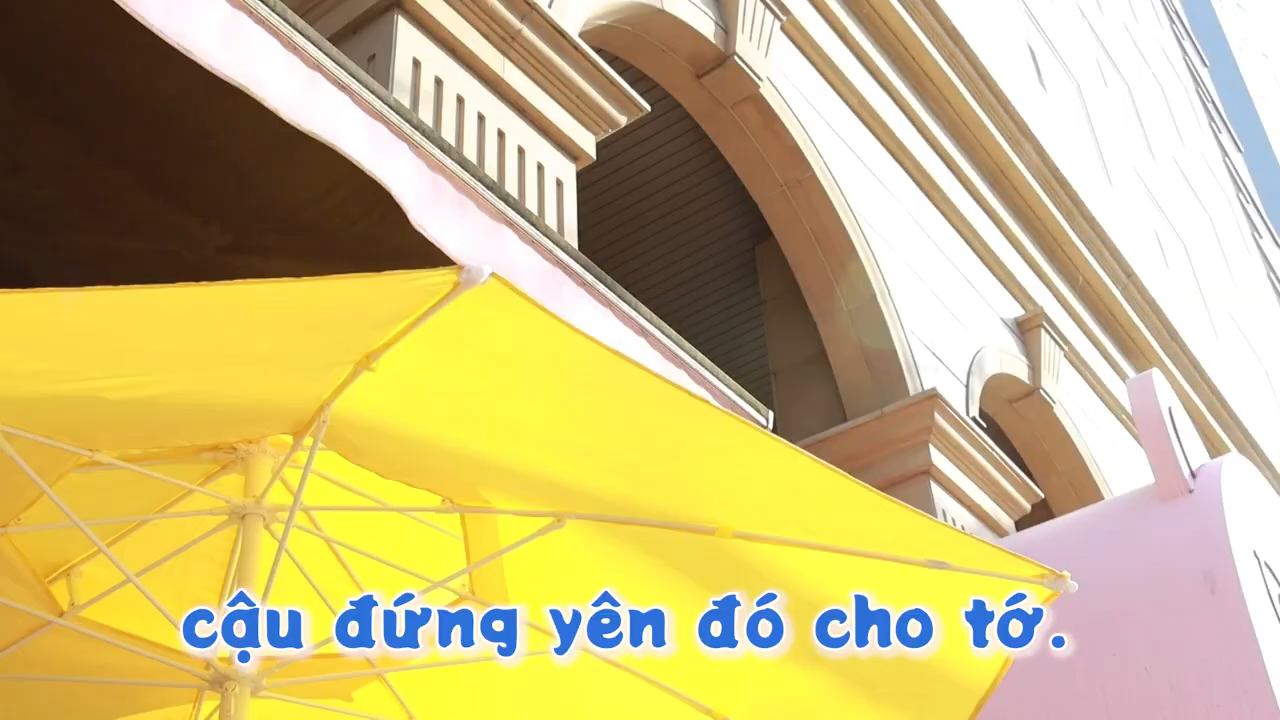 cậu đứng yên đó cho tớ.